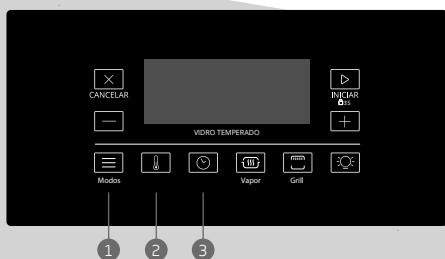 CANCELAR
INICIAR
3S
VIDRO TEMPERADO
Modos
Vapor
Grill
1
2
3